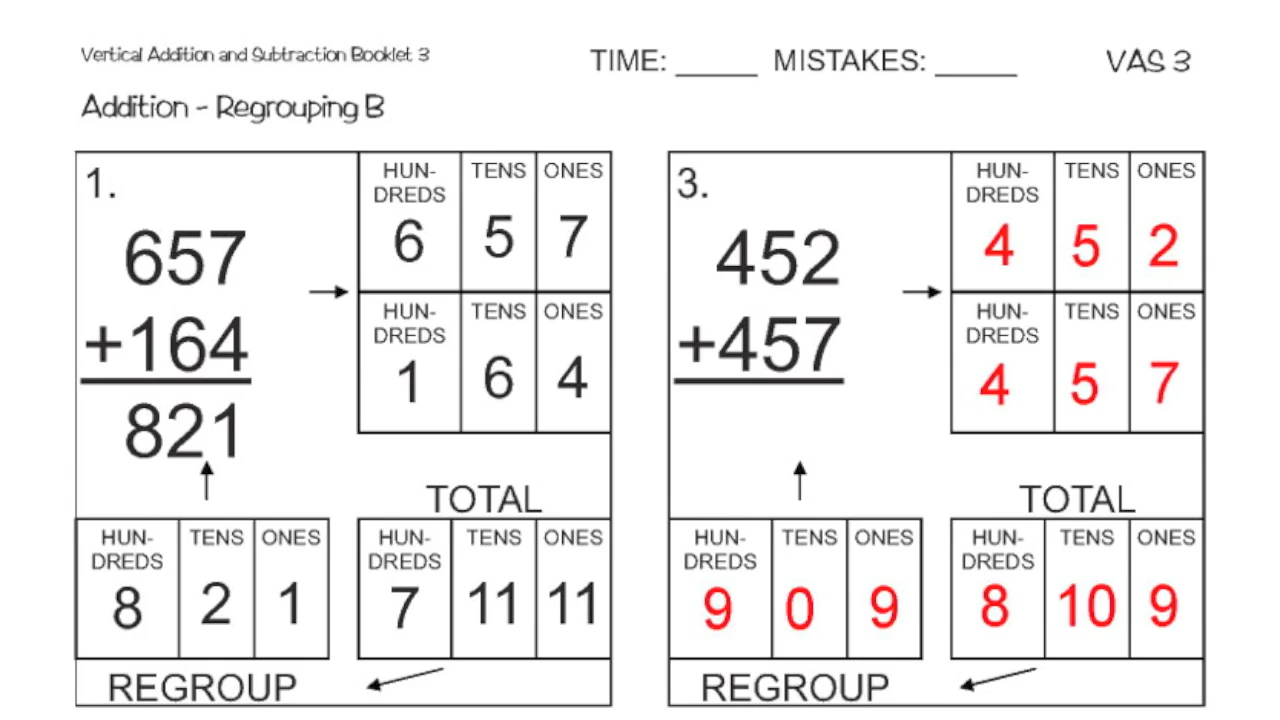 Vertical Addition and Subtraction Booklet 3
TIME: _____ MISTAKES: _____
VAS 3
Addition - Regrouping B
1.
657
+164
821
HUN-
DREDS
TENS
ONES
6 5 7
HUN-
DREDS
TENS
ONES
1 6 4
TOTAL
HUN-
DREDS
TENS
ONES
7 11 11
HUN-
DREDS
TENS
ONES
8 2 1
REGROUP
3.
452
+457
HUN-
DREDS
TENS
ONES
4 5 2
HUN-
DREDS
TENS
ONES
4 5 7
TOTAL
HUN-
DREDS
TENS
ONES
8 10 9
HUN-
DREDS
TENS
ONES
9 0 9
REGROUP